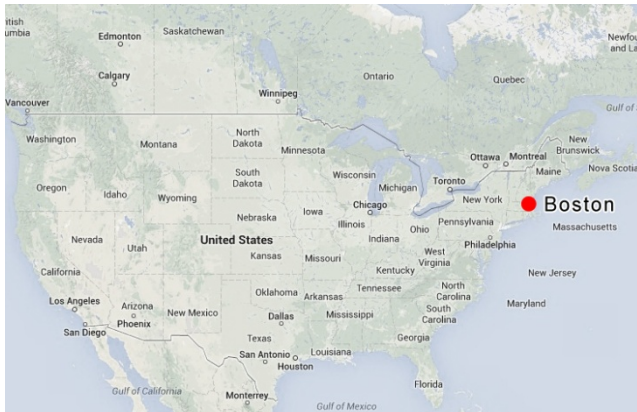 ritish
umbia
Edmonton
Saskatchewan
Newfou
and La
Calgary
Ontario
Quebec
Winnipeg
Vancouver
Gulf of
Washington
Montana
North
Dakota
Minnesota
Ottawa
Montreal
New
Brunswick
Maine
Nova Scotia
Oregon
Idaho
Wyoming
South
Dakota
Wisconsin
Michigan
Toronto
New York
Boston
Massachusetts
Nebraska
Iowa
Chicago
Illinois
Indiana
Ohio
Pennsylvania
Philadelphia
Nevada
Utah
United States
Kansas
Missouri
West
Virginia
Kentucky
New Jersey
California
Los Angeles
San Diego
Arizona
Phoenix
New Mexico
Oklahoma
Arkansas
Tennessee
North
Carolina
Maryland
Dallas
Mississippi
South
Carolina
Texas
Georgia
San Antonio
Houston
Louisiana
Florida
Gulf of
California
Monterrey
Gulf of Mexico